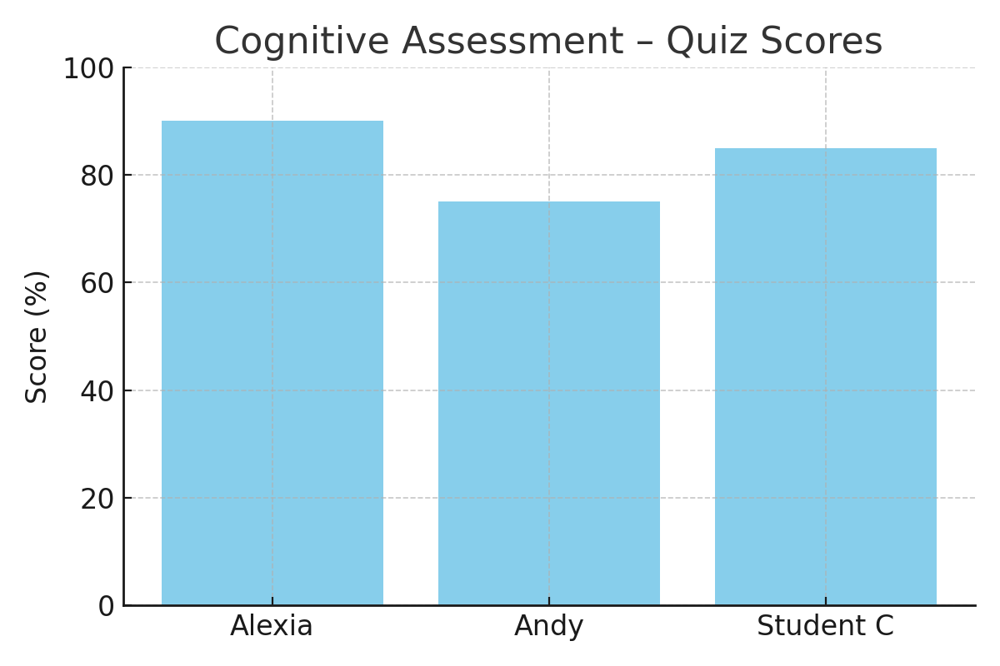 Cognitive Assessment – Quiz Scores
100
80
60
40
20
0
Score (%)
Alexia
Andy
Student C